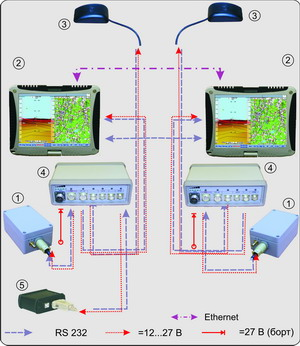 ③ ③
② ②
④ ④
① ①
⑤
Ethernet
RS 232 =12...27 В =27 В (борт)